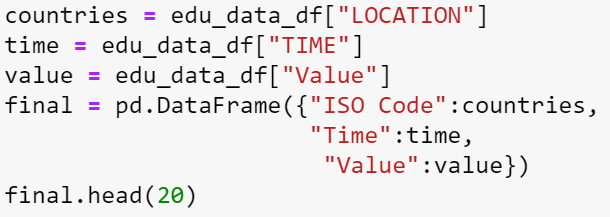 countries = edu_data_df["LOCATION"]
time = edu_data_df["TIME"]
value = edu_data_df["Value"]
final = pd.DataFrame({"ISO Code":countries,
                      "Time":time,
                       "Value":value})
final.head(20)